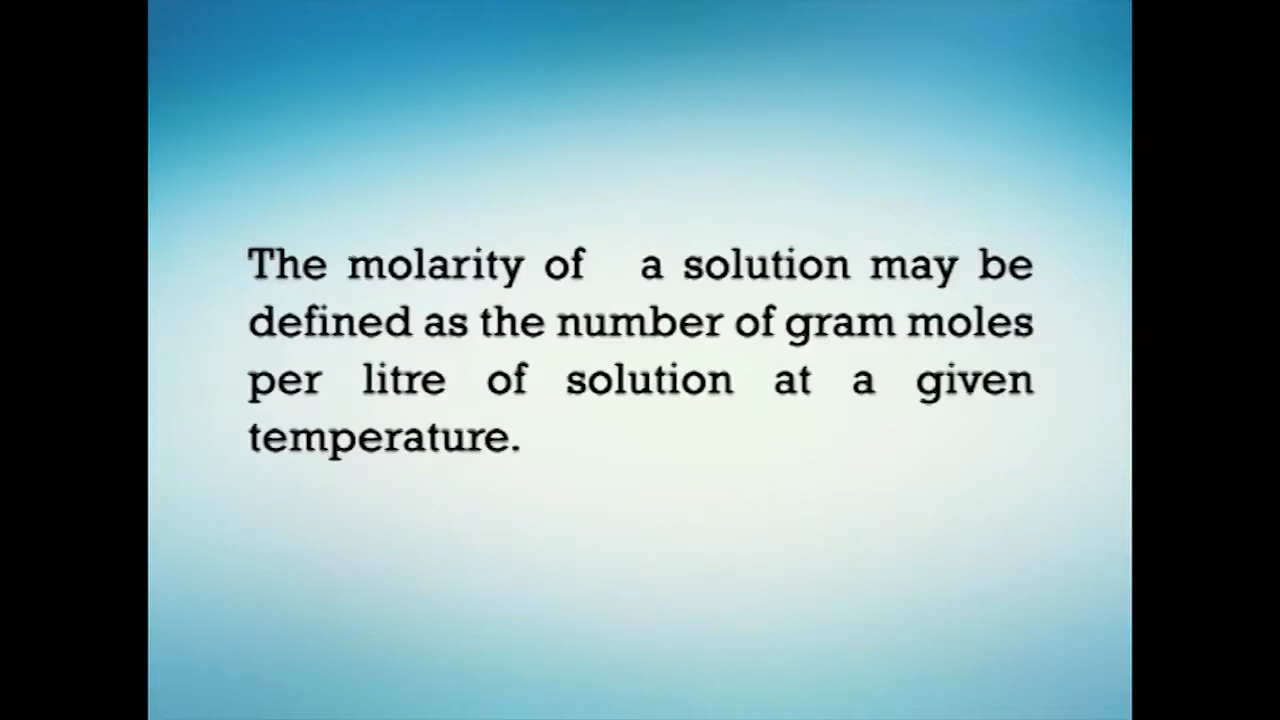 The molarity of a solution may be
defined as the number of gram moles
per litre of solution at a given
temperature.